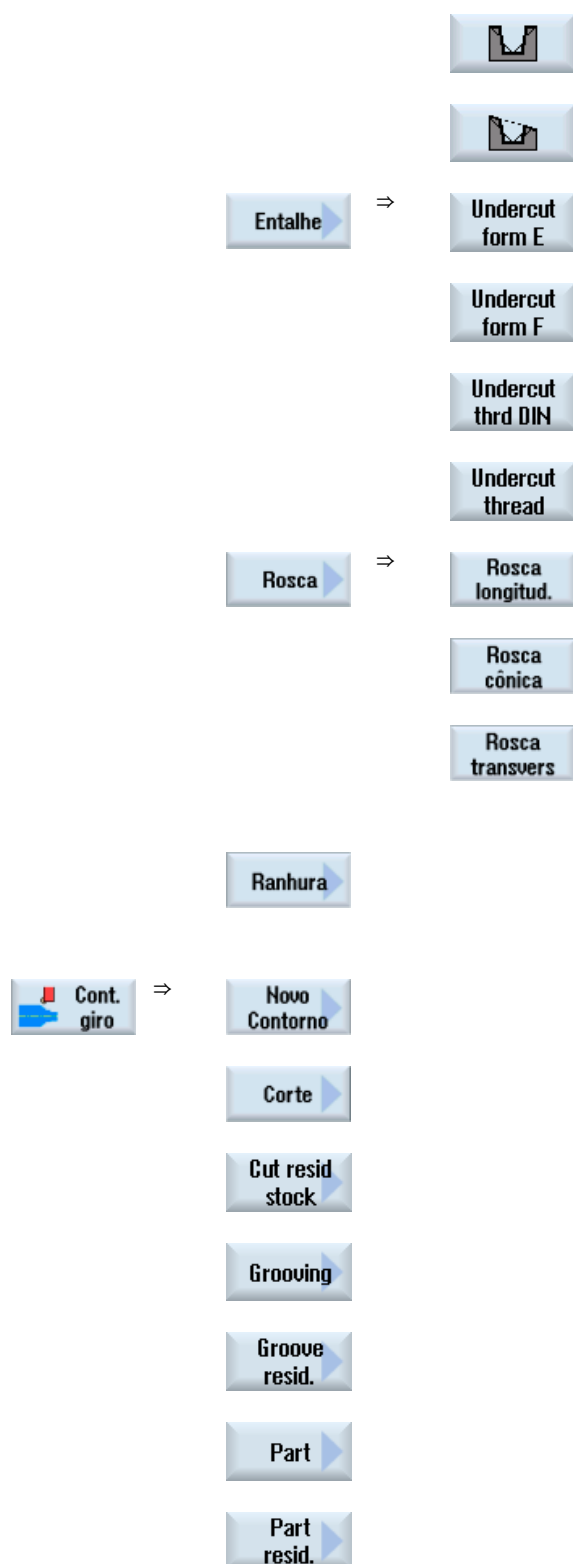 Entalhe ⇒ Undercut
form E
Undercut
form F
Undercut
thrd DIN
Undercut
thread
Rosca ⇒ Rosca
longitud.
Rosca
cônica
Rosca
transvers
Ranhura
Cont.
giro ⇒ Novo
Contorno
Corte
Cut resid
stock
Grooving
Groove
resid.
Part
Part
resid.